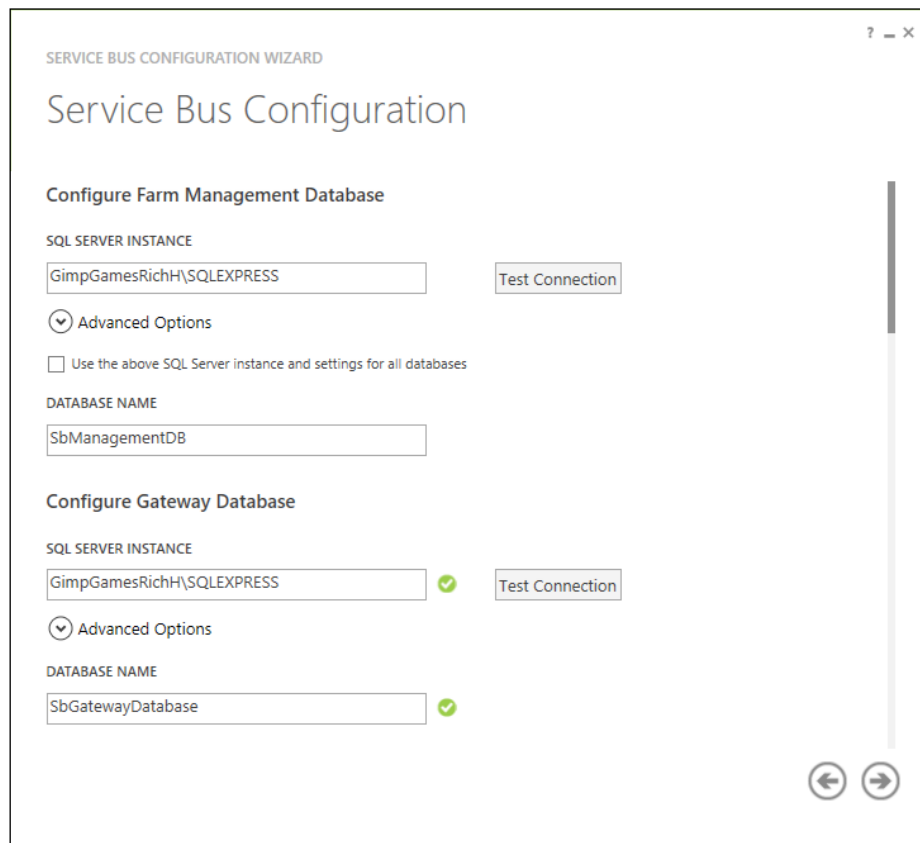 ? – ×
SERVICE BUS CONFIGURATION WIZARD
Service Bus Configuration
Configure Farm Management Database
SQL SERVER INSTANCE
GimpGamesRichH\SQLEXPRESS Test Connection
Advanced Options
Use the above SQL Server instance and settings for all databases
DATABASE NAME
SbManagementDB
Configure Gateway Database
SQL SERVER INSTANCE
GimpGamesRichH\SQLEXPRESS Test Connection
Advanced Options
DATABASE NAME
SbGatewayDatabase